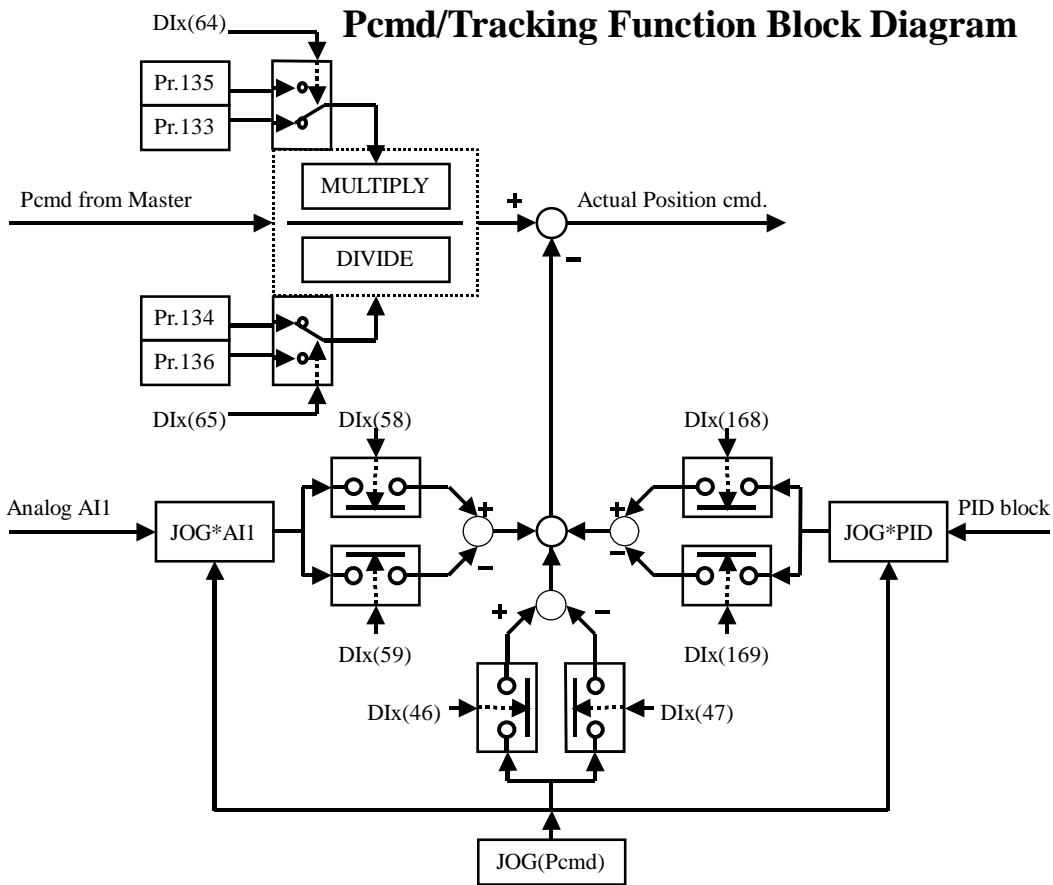 Pcmd/Tracking Function Block Diagram
DIx(64)
Pr.135
Pr.133
MULTIPLY
Pcmd from Master
+
Actual Position cmd.
DIVIDE
−
Pr.134
Pr.136
DIx(65)
DIx(58)
DIx(168)
Analog AI1
JOG*AI1
+
−
+
−
JOG*PID
PID block
DIx(59)
+
−
DIx(169)
DIx(46)
DIx(47)
JOG(Pcmd)